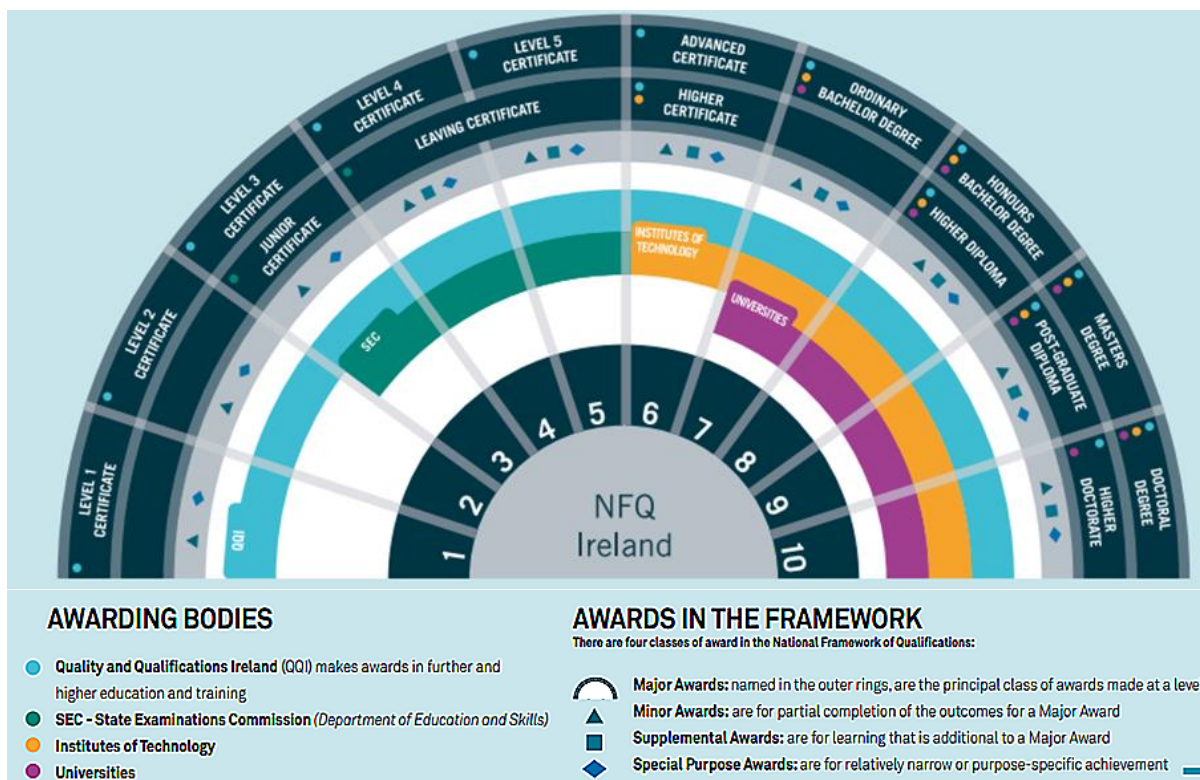 LEVEL 1
CERTIFICATE
LEVEL 2
CERTIFICATE
LEVEL 3
CERTIFICATE
LEVEL 4
CERTIFICATE
LEVEL 5
CERTIFICATE
ADVANCED
CERTIFICATE
ORDINARY
BACHELOR DEGREE
HONOURS
BACHELOR DEGREE
MASTERS
DEGREE
DOCTORAL
DEGREE
JUNIOR
CERTIFICATE
LEAVING CERTIFICATE
HIGHER
CERTIFICATE
HIGHER DIPLOMA
POST-GRADUATE
DIPLOMA
HIGHER
DOCTORATE
QQI
SEC
INSTITUTES OF
TECHNOLOGY
UNIVERSITIES
1
2
3
4
5
6
7
8
9
10
NFQ
Ireland
AWARDING BODIES
Quality and Qualifications Ireland (QQI) makes awards in further and
higher education and training
SEC - State Examinations Commission (Department of Education and Skills)
Institutes of Technology
Universities
AWARDS IN THE FRAMEWORK
There are four classes of award in the National Framework of Qualifications:
Major Awards: named in the outer rings, are the principal class of awards made at a leve
Minor Awards: are for partial completion of the outcomes for a Major Award
Supplemental Awards: are for learning that is additional to a Major Award
Special Purpose Awards: are for relatively narrow or purpose-specific achievement